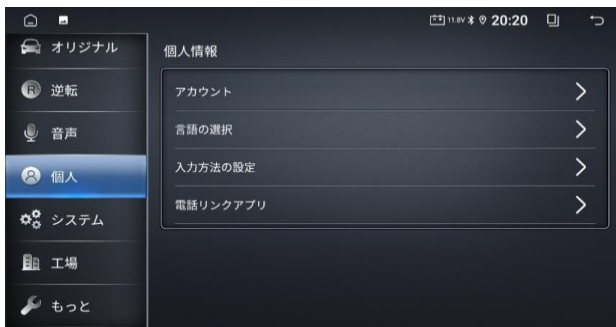 11.8V 20:20
オリジナル
逆転
音声
個人
システム
工場
もっと
個人情報
アカウント
言語の選択
入力方法の設定
電話リンクアプリ